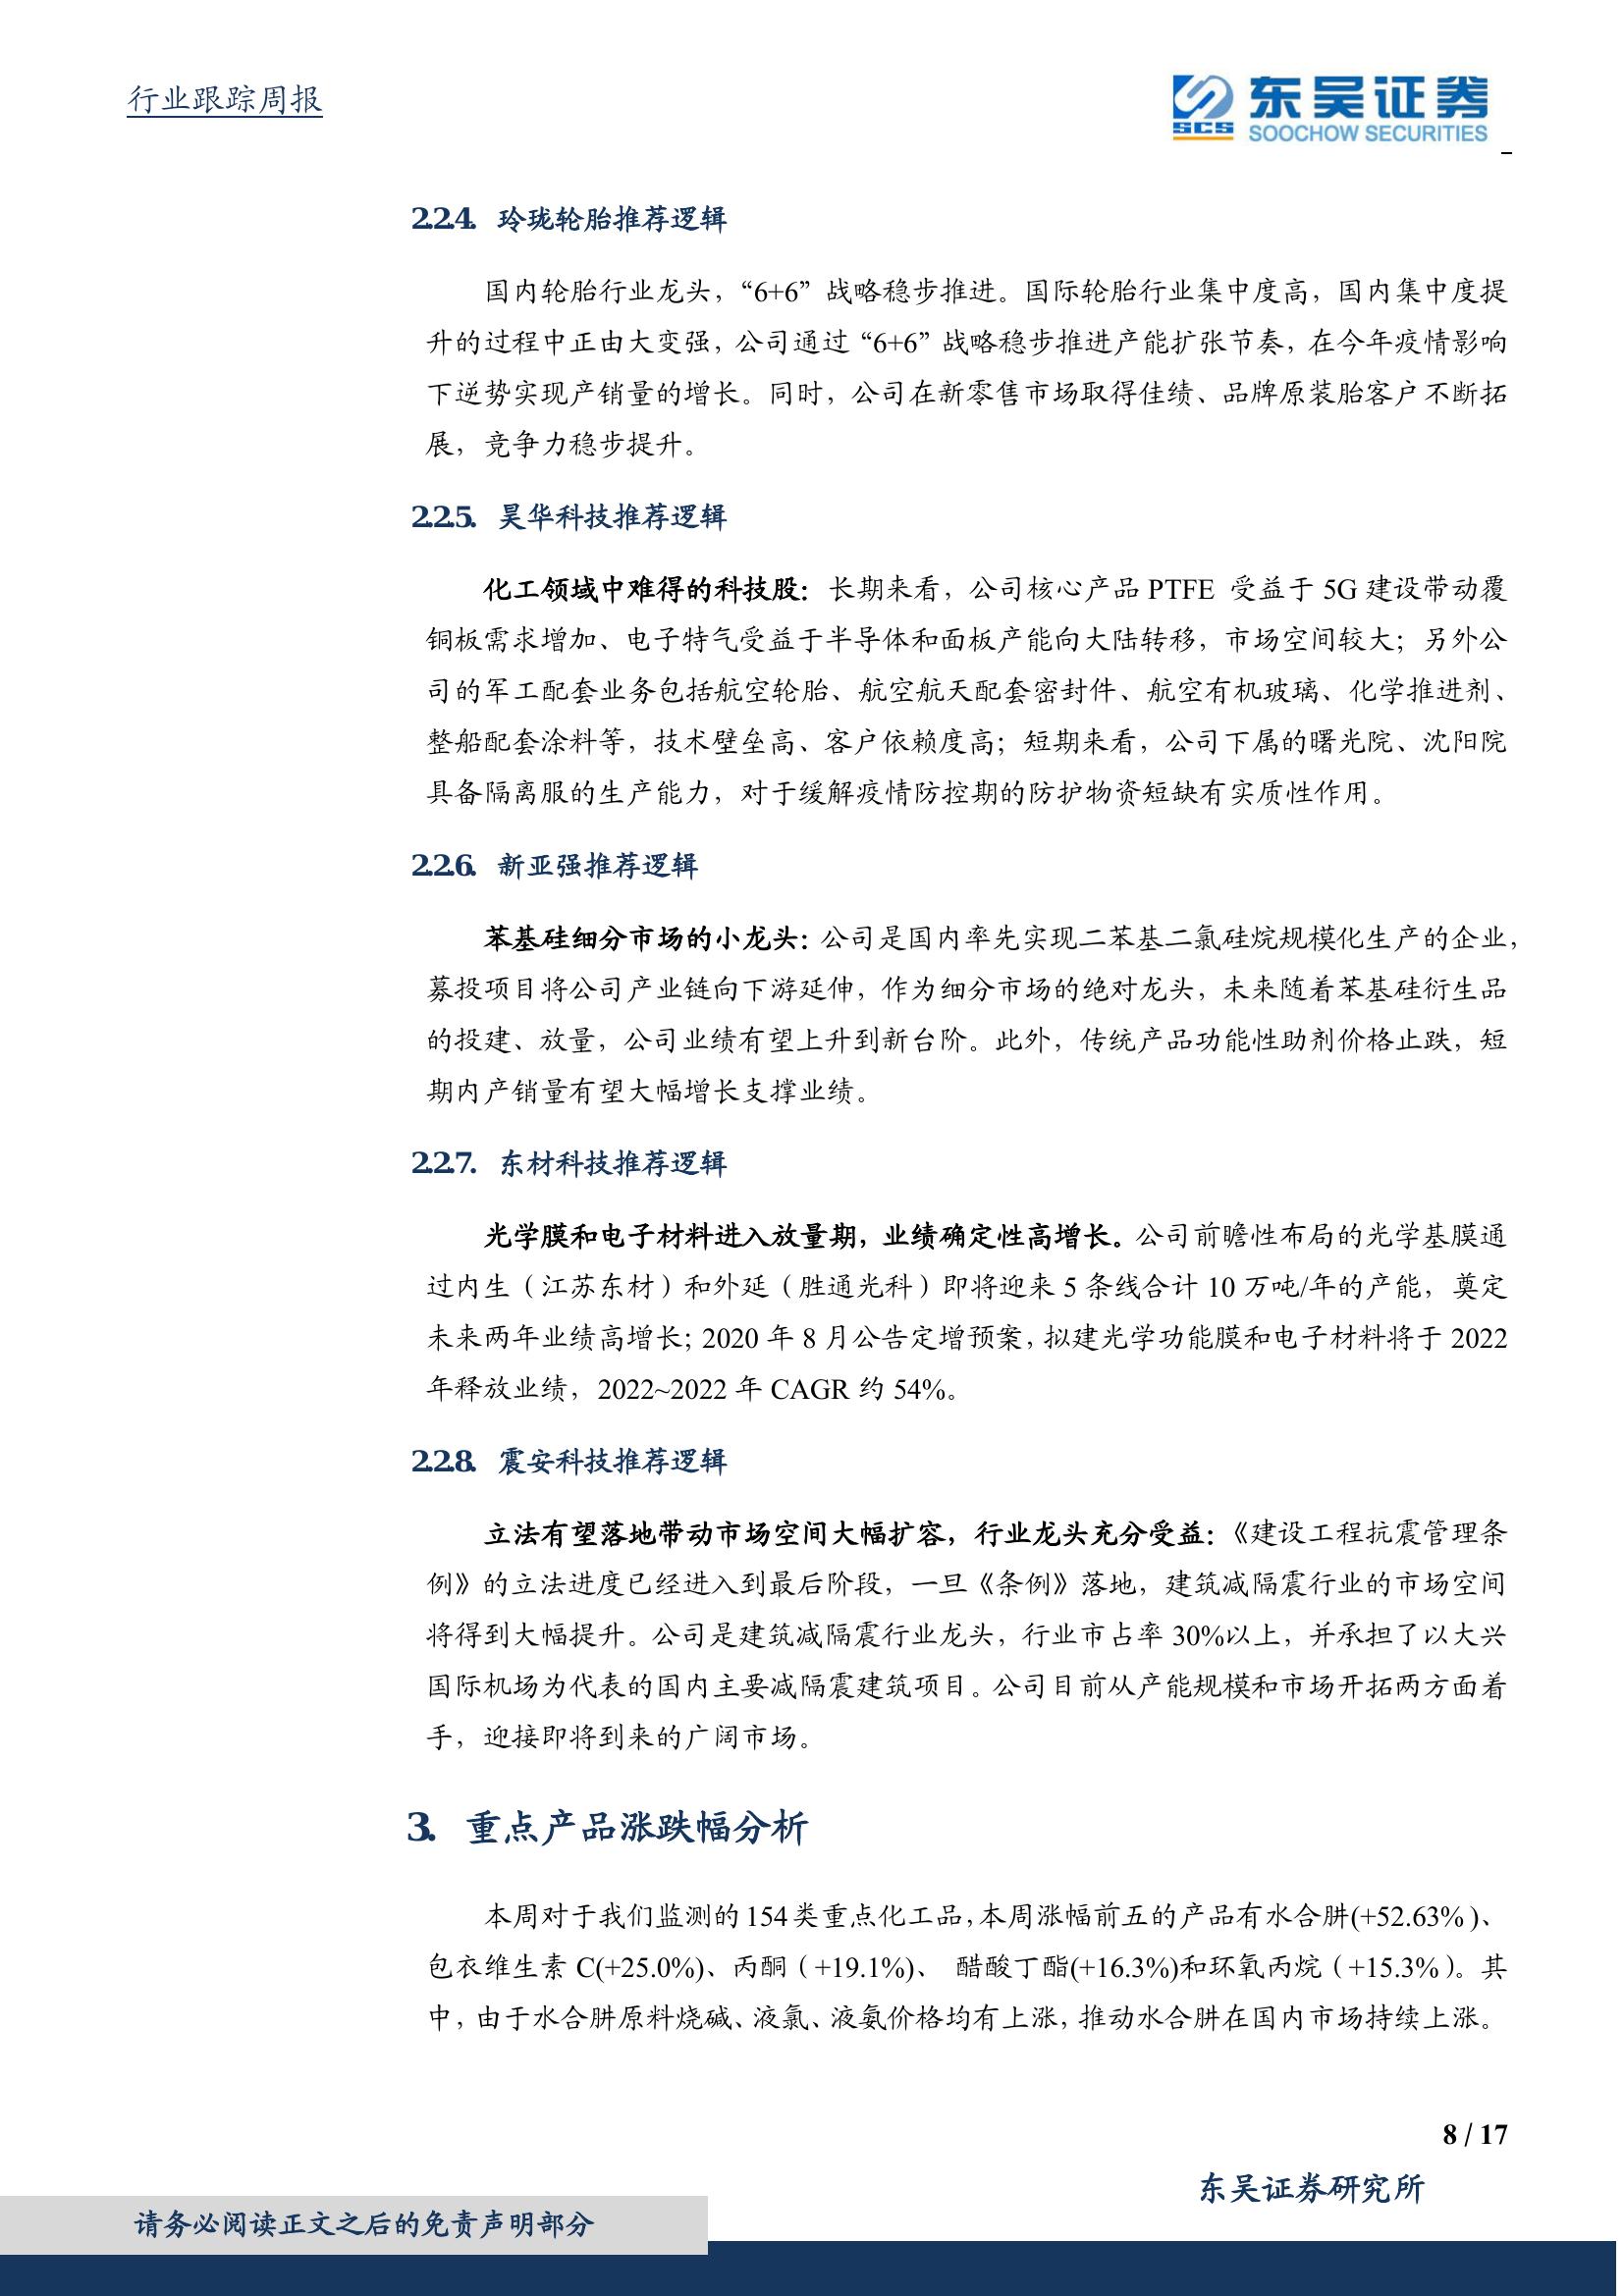 行业跟踪周报
SCS 东吴证券
SOOCHOW SECURITIES
2.2.4. 玲珑轮胎推荐逻辑
国内轮胎行业龙头，“6+6”战略稳步推进。国际轮胎行业集中度高，国内集中度提
升的过程中正由大变强，公司通过“6+6”战略稳步推进产能扩张节奏，在今年疫情影响
下逆势实现产销量的增长。同时，公司在新零售市场取得佳绩、品牌原装胎客户不断拓
展，竞争力稳步提升。
2.2.5. 昊华科技推荐逻辑
化工领域中难得的科技股：长期来看，公司核心产品 PTFE 受益于 5G 建设带动覆
铜板需求增加、电子特气受益于半导体和面板产能向大陆转移，市场空间较大；另外公
司的军工配套业务包括航空轮胎、航空航天配套密封件、航空有机玻璃、化学推进剂、
整船配套涂料等，技术壁垒高、客户依赖度高；短期来看，公司下属的曙光院、沈阳院
具备隔离服的生产能力，对于缓解疫情防控期的防护物资短缺有实质性作用。
2.2.6. 新亚强推荐逻辑
苯基硅细分市场的小龙头：公司是国内率先实现二苯基二氯硅烷规模化生产的企业，
募投项目将公司产业链向下游延伸，作为细分市场的绝对龙头，未来随着苯基硅衍生品
的投建、放量，公司业绩有望上升到新台阶。此外，传统产品功能性助剂价格止跌，短
期内产销量有望大幅增长支撑业绩。
2.2.7. 东材科技推荐逻辑
光学膜和电子材料进入放量期，业绩确定性高增长。公司前瞻性布局的光学基膜通
过内生（江苏东材）和外延（胜通光科）即将迎来 5 条线合计 10 万吨/年的产能，奠定
未来两年业绩高增长；2020 年 8 月公告定增预案，拟建光学功能膜和电子材料将于 2022
年释放业绩，2022~2022 年 CAGR 约 54%。
2.2.8. 震安科技推荐逻辑
立法有望落地带动市场空间大幅扩容，行业龙头充分受益：《建设工程抗震管理条
例》的立法进度已经进入到最后阶段，一旦《条例》落地，建筑减隔震行业的市场空间
将得到大幅提升。公司是建筑减隔震行业龙头，行业市占率 30%以上，并承担了以大兴
国际机场为代表的国内主要减隔震建筑项目。公司目前从产能规模和市场开拓两方面着
手，迎接即将到来的广阔市场。
3. 重点产品涨跌幅分析
本周对于我们监测的 154 类重点化工品，本周涨幅前五的产品有水合肼(+52.63%)、
包衣维生素 C(+25.0%)、丙酮（+19.1%)、 醋酸丁酯(+16.3%)和环氧丙烷（+15.3%）。其
中，由于水合肼原料烧碱、液氯、液氨价格均有上涨，推动水合肼在国内市场持续上涨。
8 / 17
东吴证券研究所
请务必阅读正文之后的免责声明部分